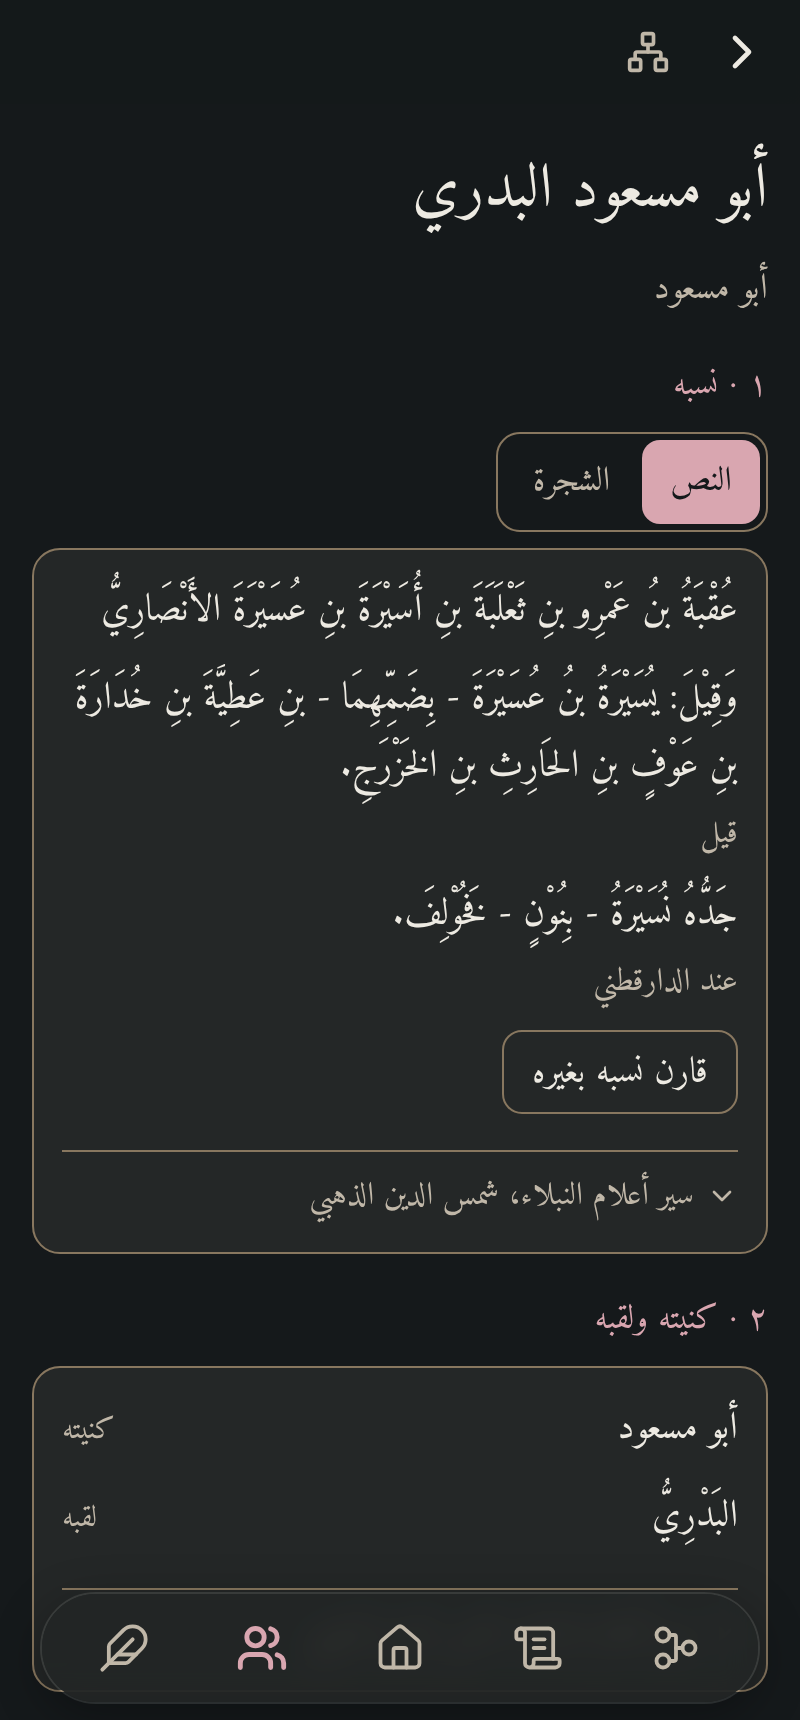 أبو مسعود البدري
أبو مسعود
١ · نسبه
النص
الشجرة
عُقْبَةُ بنُ عَمْرِو بنِ ثَعْلَبَةَ بنِ أُسَيْرَةَ بنِ عُسَيْرَةَ الأَنْصَارِيُّ
وَقِيْلَ: يُسَيْرَةُ بنُ عُسَيْرَةَ - بِضَمِّهِمَا - بنِ عَطِيَّةَ بنِ خُدَارَةَ
بنِ عَوْفٍ بنِ الحَارِثِ بنِ الخَزْرَجِ.
قيل
جَدُّهُ نُسَيْرَةُ - بِنُوْنٍ - فَخُوْلِفَ.
عند الدارقطني
قارن نسبه بغيره
سير أعلام النبلاء، شمس الدين الذهبي
٢ · كنيته ولقبه
أبو مسعود
كنيته
البَدْرِيُّ
لقبه